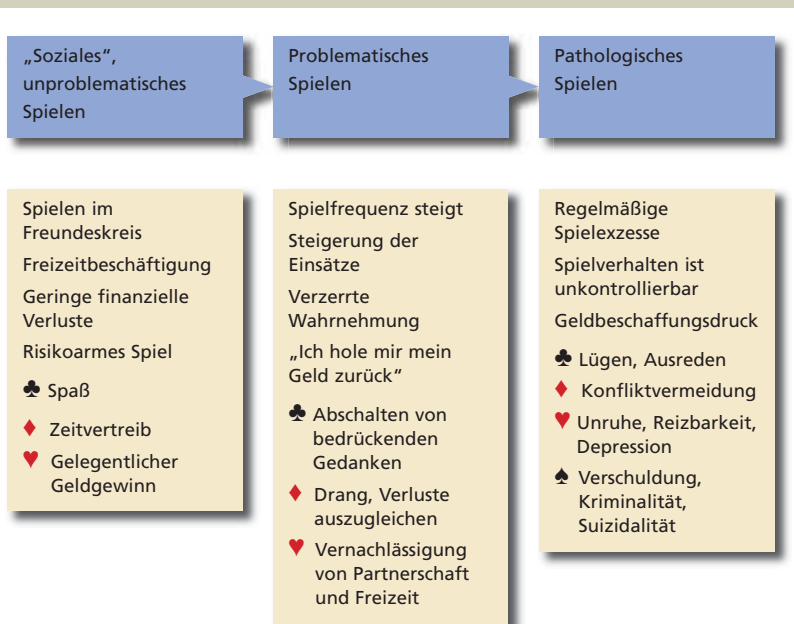 „Soziales“,
unproblematisches
Spielen
Problematisches
Spielen
Pathologisches
Spielen
Spielen im
Freundeskreis
Freizeitbeschäftigung
Geringe finanzielle
Verluste
Risikoarmes Spiel
♣ Spaß
♦ Zeitvertreib
♥ Gelegentlicher
Geldgewinn
Spielfrequenz steigt
Steigerung der
Einsätze
Verzerrte
Wahrnehmung
„Ich hole mir mein
Geld zurück“
♣ Abschalten von
bedrückenden
Gedanken
♦ Drang, Verluste
auszugleichen
♥ Vernachlässigung
von Partnerschaft
und Freizeit
Regelmäßige
Spielexzesse
Spielverhalten ist
unkontrollierbar
Geldbeschaffungsdruck
♣ Lügen, Ausreden
♦ Konfliktvermeidung
♥ Unruhe, Reizbarkeit,
Depression
♠ Verschuldung,
Kriminalität,
Suizidalität